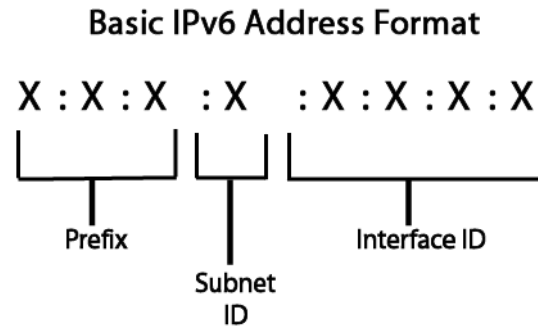 Basic IPv6 Address Format
X : X : X : X : X : X : X : X
Prefix
Interface ID
Subnet
ID